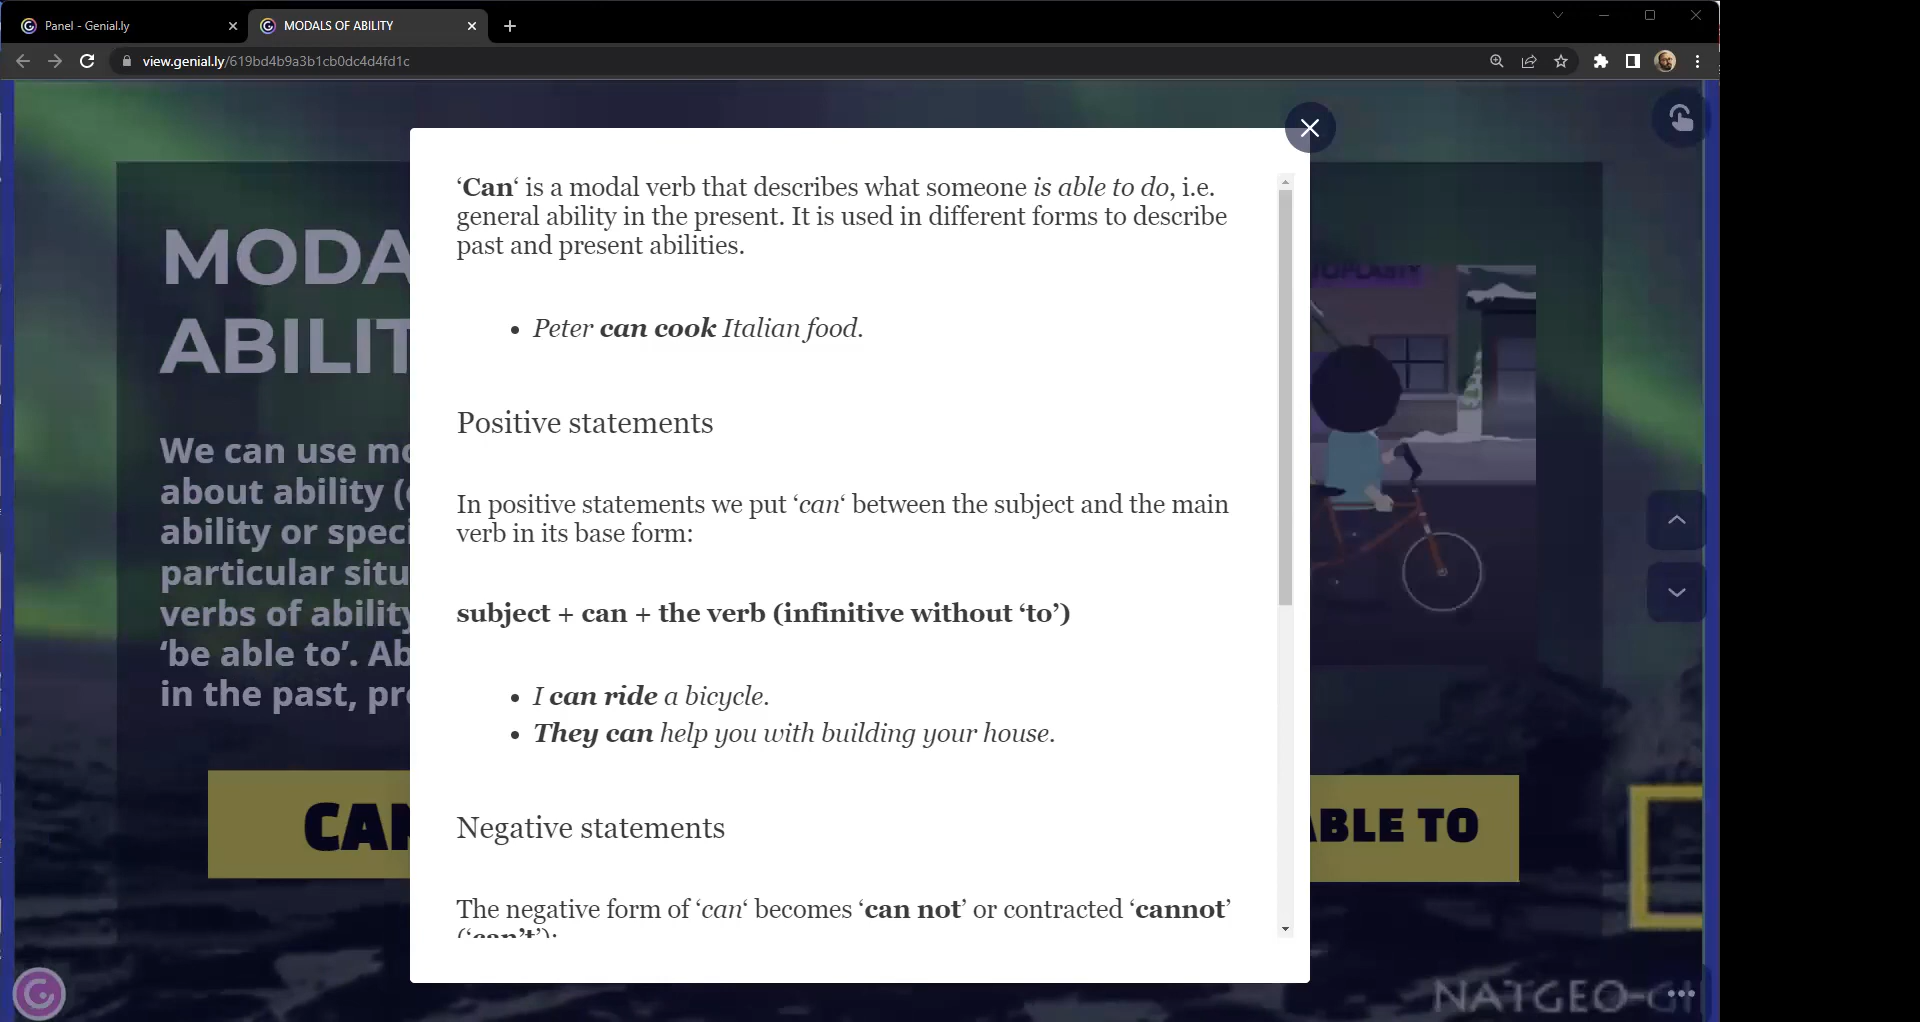 Panel - Genial.ly
MODALS OF ABILITY
view.genial.ly/619bd4b9a3b1cb0dc4d4fd1c
‘Can‘ is a modal verb that describes what someone is able to do, i.e.
general ability in the present. It is used in different forms to describe
past and present abilities.
• Peter can cook Italian food.
Positive statements
In positive statements we put ‘can‘ between the subject and the main
verb in its base form:
subject + can + the verb (infinitive without ‘to’)
• I can ride a bicycle.
• They can help you with building your house.
Negative statements
The negative form of ‘can‘ becomes ‘can not’ or contracted ‘cannot’
(‘can’t’):
MODA
ABILIT
We can use mo
about ability (
ability or speci
particular situ
verbs of ability
‘be able to’. Ab
in the past, pre
CAN
ABLE TO
NATGEO-G